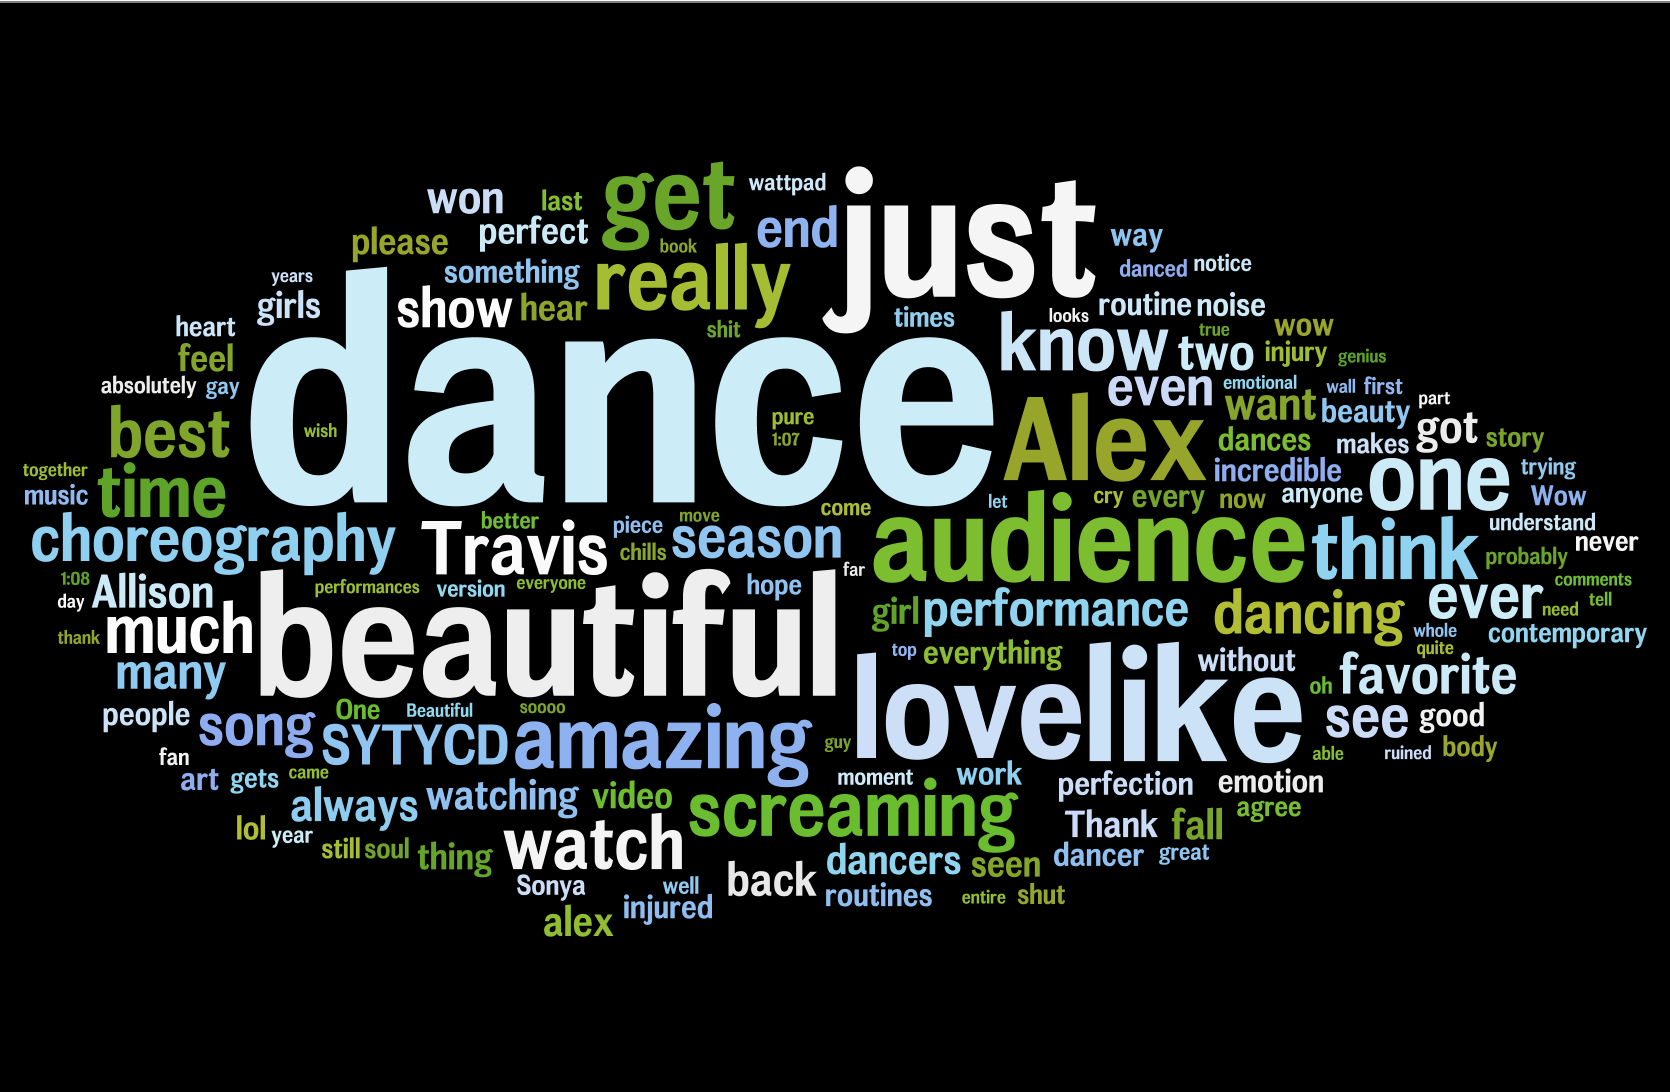 won
last
get
wattpad
just
please
perfect
book
end
way
years
something
really
danced
notice
girls
show
hear
shit
times
looks
routine
noise
heart
dance
know
two
true
wow
feel
injury
genius
absolutely
gay
even
emotional
wall
first
best
wish
pure
1:07
Alex
want
beauty
part
dances
makes
got
story
together
music
time
incredible
one
trying
let
cry
every
now
anyone
Wow
choreography
Travis
better
piece
move
chills
season
come
audience
think
understand
probably
never
1:08
day
Allison
performances
version
everyone
hope
far
girl
performance
dancing
ever
need
comments
tell
thank
much
beautiful
whole
quite
contemporary
many
top
everything
love
like
without
oh
favorite
people
song
One
Beautiful
soooo
SYTYCD
amazing
guy
see
good
able
ruined
body
fan
art
gets
came
moment
work
perfection
emotion
always
watching
video
screaming
agree
lol
year
still
soul
thing
watch
Thank
fall
back
dancers
seen
dancer
great
Sonya
well
injured
routines
entire
shut
alex